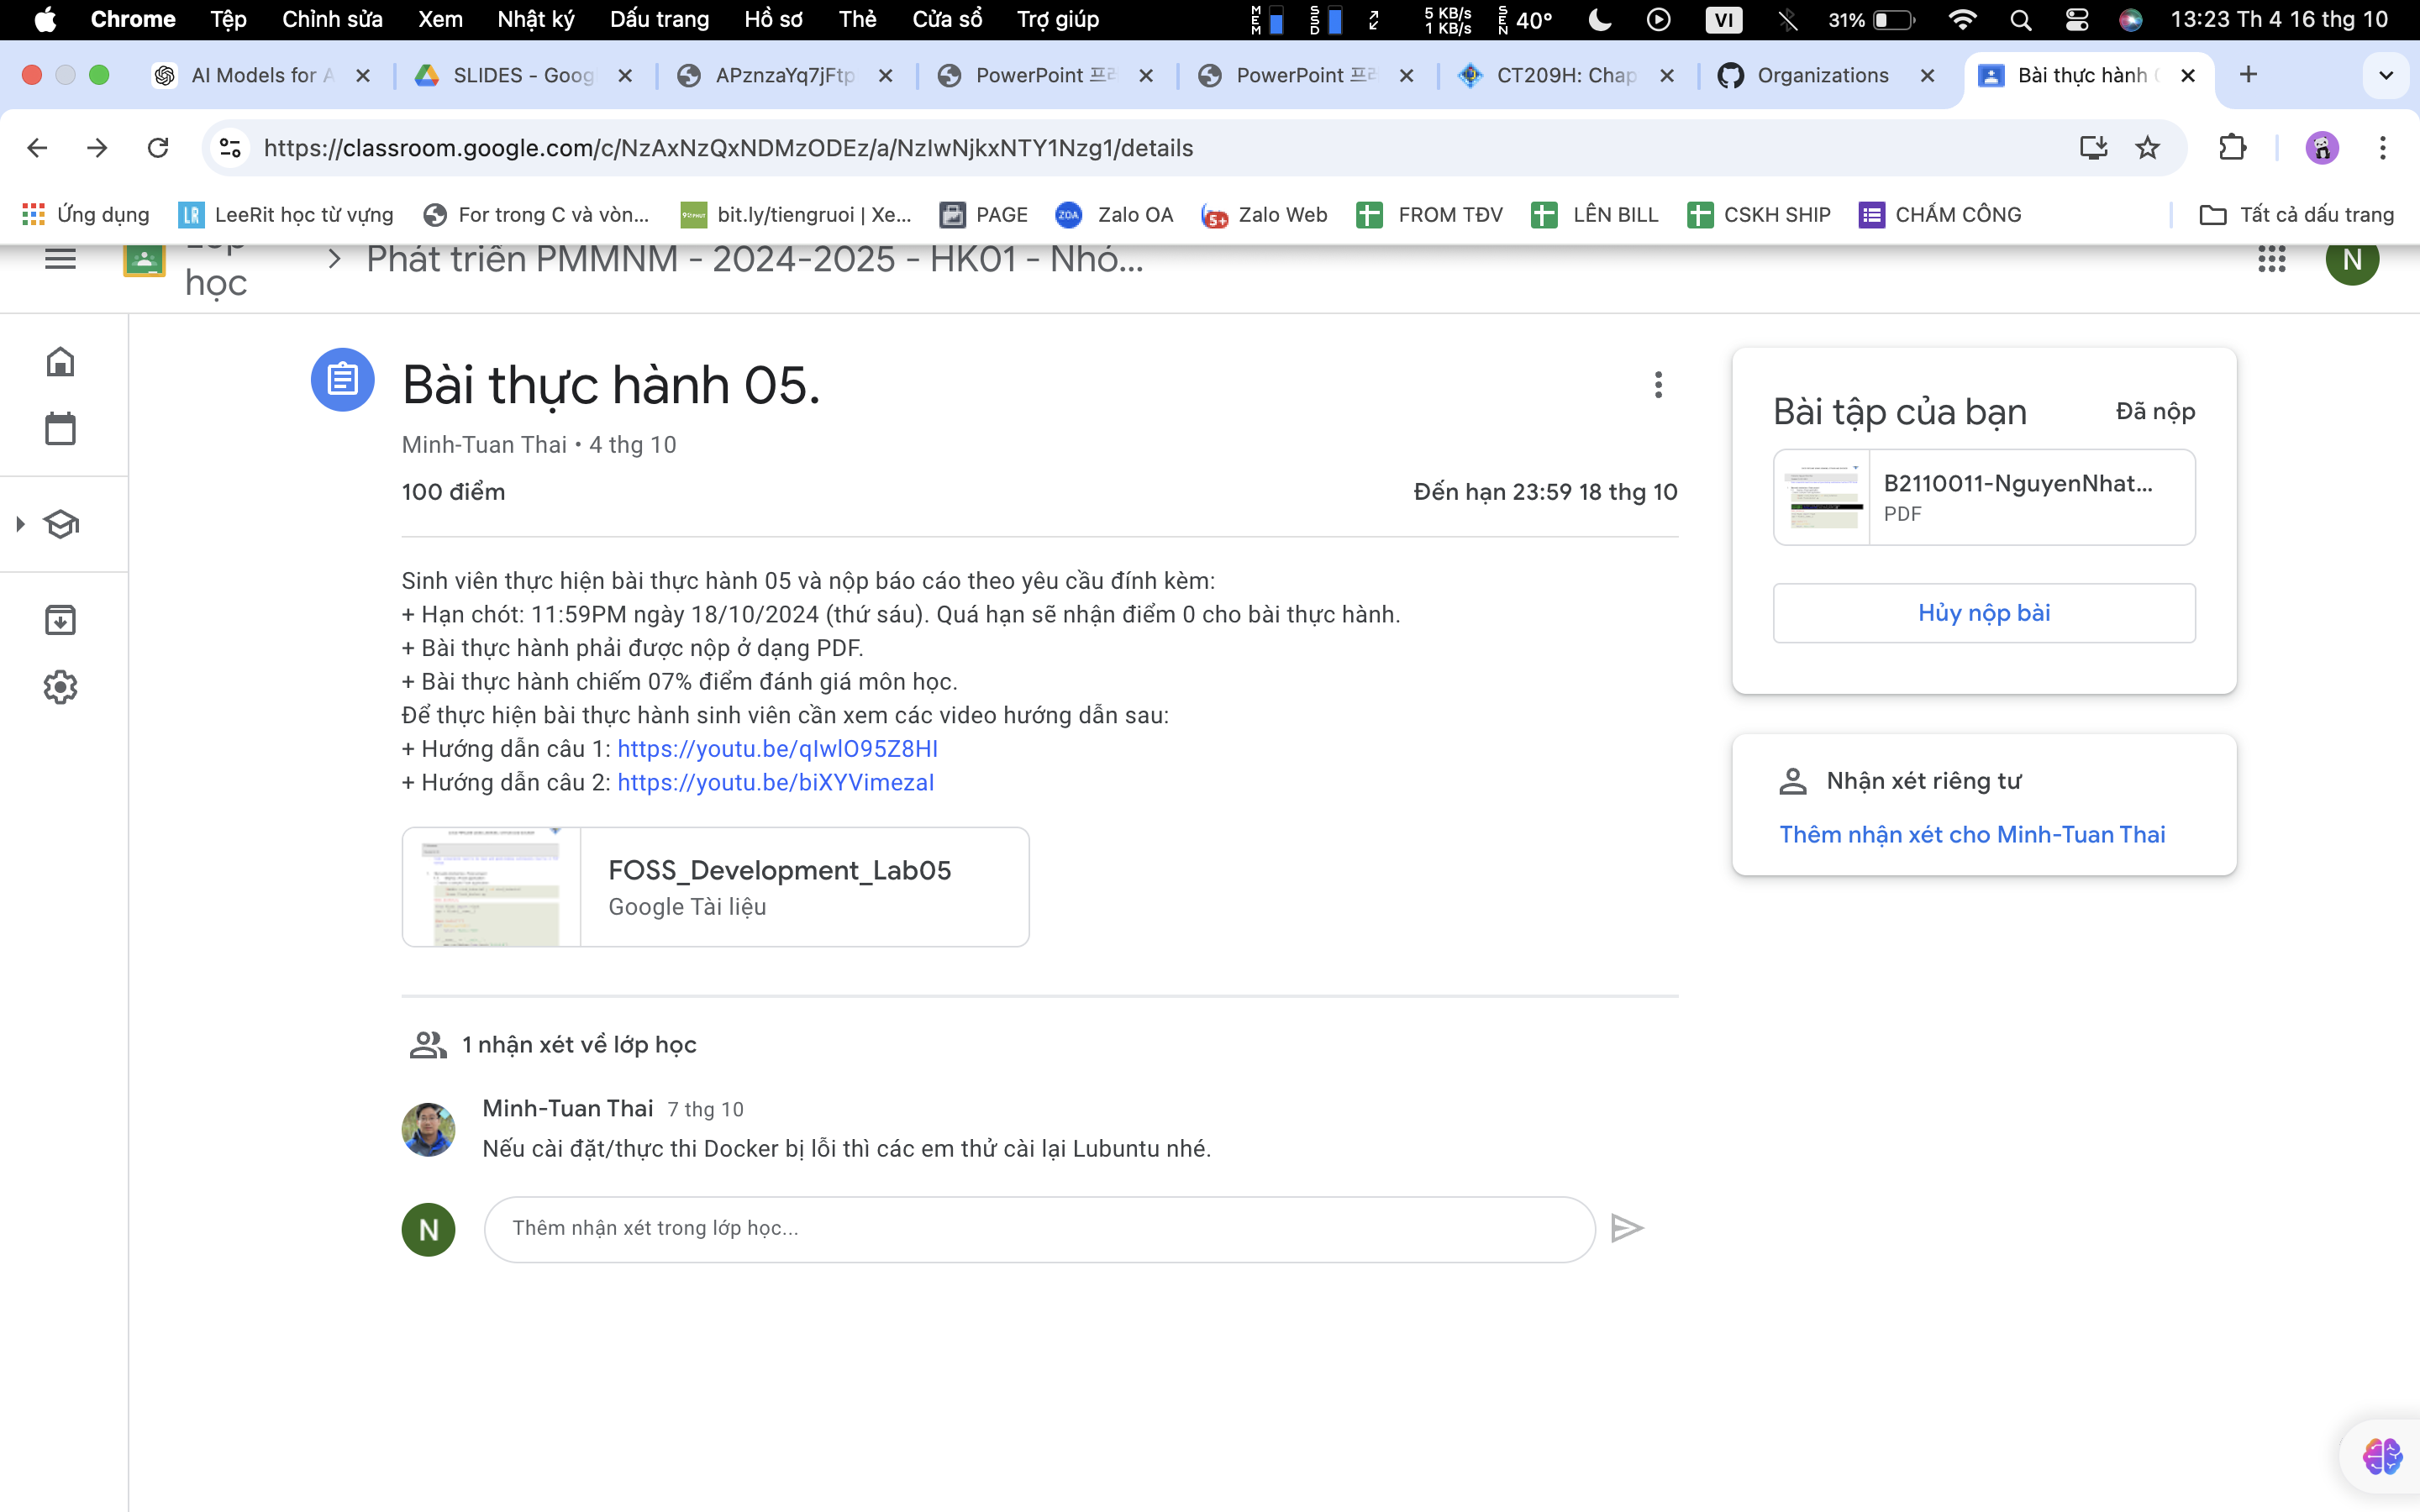 Chrome Tệp Chỉnh sửa Xem Nhật ký Dấu trang Hồ sơ Thẻ Cửa sổ Trợ giúp MEM SSD 5 KB/s 1 KB/s SEN 40° VI 31% 13:23 Th 4 16 thg 10
AI Models for A SLIDES - Goog APznzaYq7jFtp PowerPoint 프 PowerPoint 프 CT209H: Chap Organizations Bài thực hành
https://classroom.google.com/c/NzAxNzQxNDMzODEz/a/NzIwNjkxNTY1Nzg1/details
Ứng dụng LeeRit học từ vựng For trong C và vòn... bit.ly/tiengruoi | Xe... PAGE Zalo OA Zalo Web FROM TĐV LÊN BILL CSKH SHIP CHẤM CÔNG Tất cả dấu trang
Lớp học
Phát triển PMMNM - 2024-2025 - HK01 - Nhó...
N
Bài thực hành 05.
Minh-Tuan Thai • 4 thg 10
100 điểm
Đến hạn 23:59 18 thg 10
Sinh viên thực hiện bài thực hành 05 và nộp báo cáo theo yêu cầu đính kèm:
+ Hạn chót: 11:59PM ngày 18/10/2024 (thứ sáu). Quá hạn sẽ nhận điểm 0 cho bài thực hành.
+ Bài thực hành phải được nộp ở dạng PDF.
+ Bài thực hành chiếm 07% điểm đánh giá môn học.
Để thực hiện bài thực hành sinh viên cần xem các video hướng dẫn sau:
+ Hướng dẫn câu 1: https://youtu.be/qIwlO95Z8HI
+ Hướng dẫn câu 2: https://youtu.be/biXYVimezaI
FOSS_Development_Lab05
Google Tài liệu
1 nhận xét về lớp học
Minh-Tuan Thai 7 thg 10
Nếu cài đặt/thực thi Docker bị lỗi thì các em thử cài lại Lubuntu nhé.
N
Thêm nhận xét trong lớp học...
Bài tập của bạn
Đã nộp
B2110011-NguyenNhat...
PDF
Hủy nộp bài
Nhận xét riêng tư
Thêm nhận xét cho Minh-Tuan Thai